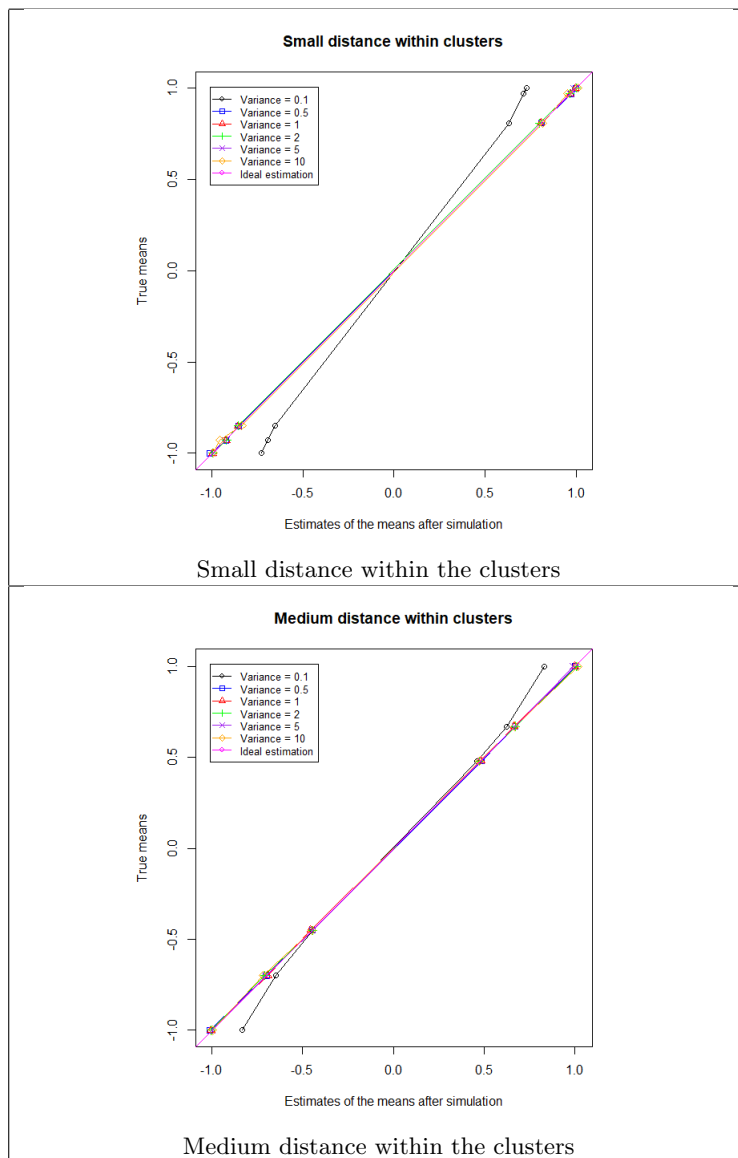 Small distance within clusters
Variance = 0.1
Variance = 0.5
Variance = 1
Variance = 2
Variance = 5
Variance = 10
Ideal estimation
True means
1.0
0.5
0.0
-0.5
-1.0
-1.0 -0.5 0.0 0.5 1.0
Estimates of the means after simulation
Small distance within the clusters
Medium distance within clusters
Variance = 0.1
Variance = 0.5
Variance = 1
Variance = 2
Variance = 5
Variance = 10
Ideal estimation
True means
1.0
0.5
0.0
-0.5
-1.0
-1.0 -0.5 0.0 0.5 1.0
Estimates of the means after simulation
Medium distance within the clusters